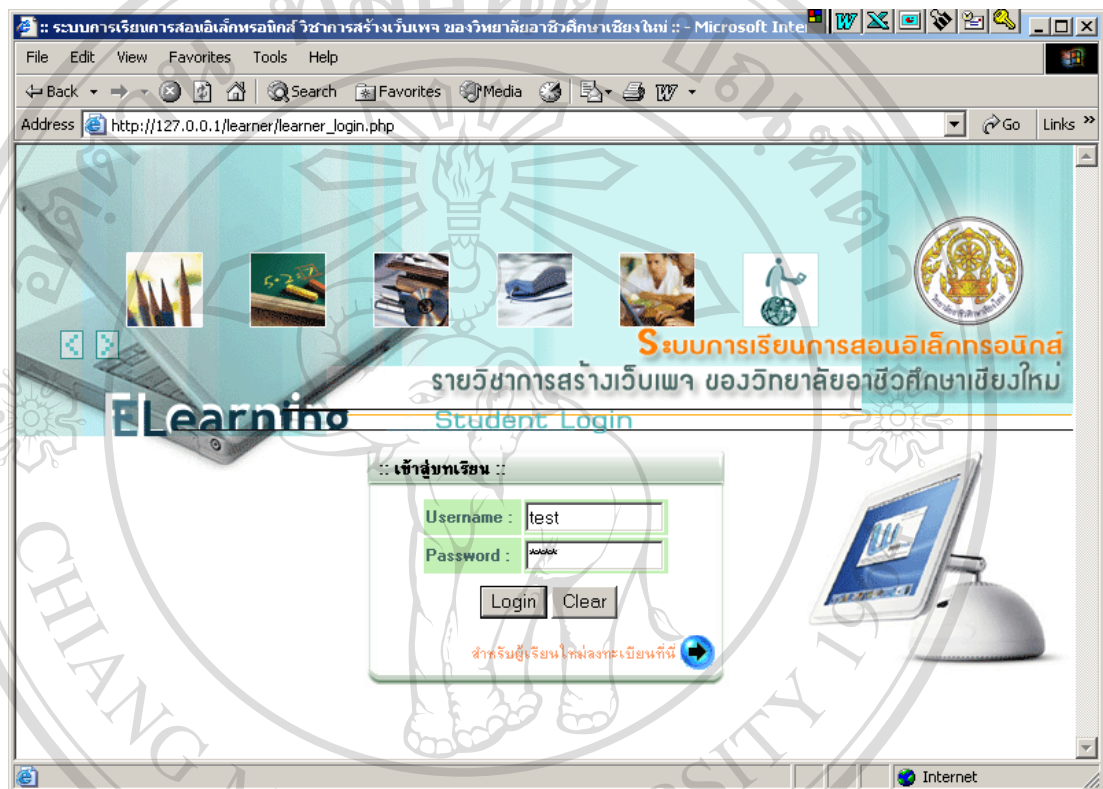 :: ระบบการเรียนการสอนอิเล็กทรอนิกส์ วิชาการสร้างเว็บเพจ ของวิทยาลัยอาชีวศึกษาเชียงใหม่ :: - Microsoft Inte
File Edit View Favorites Tools Help
Back Search Favorites Media
Address http://127.0.0.1/learner/learner_login.php Go Links »
ระบบการเรียนการสอนอิเล็กทรอนิกส์
รายวิชาการสร้างเว็บเพจ ของวิทยาลัยอาชีวศึกษาเชียงใหม่
ELearning Student Login
:: เข้าสู่บทเรียน ::
Username : test
Password : ****
Login Clear
สำหรับผู้เรียนใหม่ลงทะเบียนที่นี่
Internet